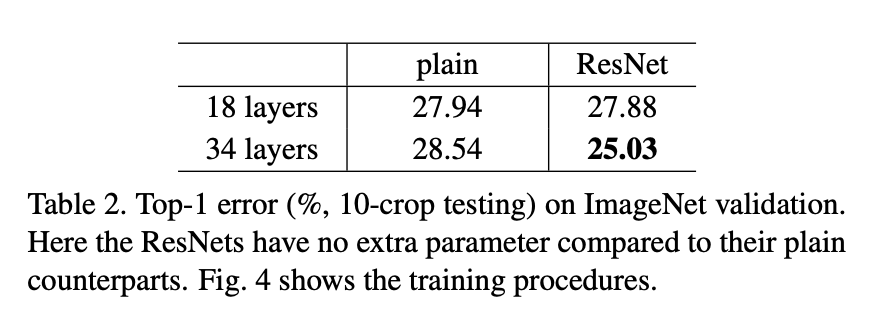 plain ResNet
18 layers 27.94 27.88
34 layers 28.54 25.03
Table 2. Top-1 error (%, 10-crop testing) on ImageNet validation.
Here the ResNets have no extra parameter compared to their plain
counterparts. Fig. 4 shows the training procedures.